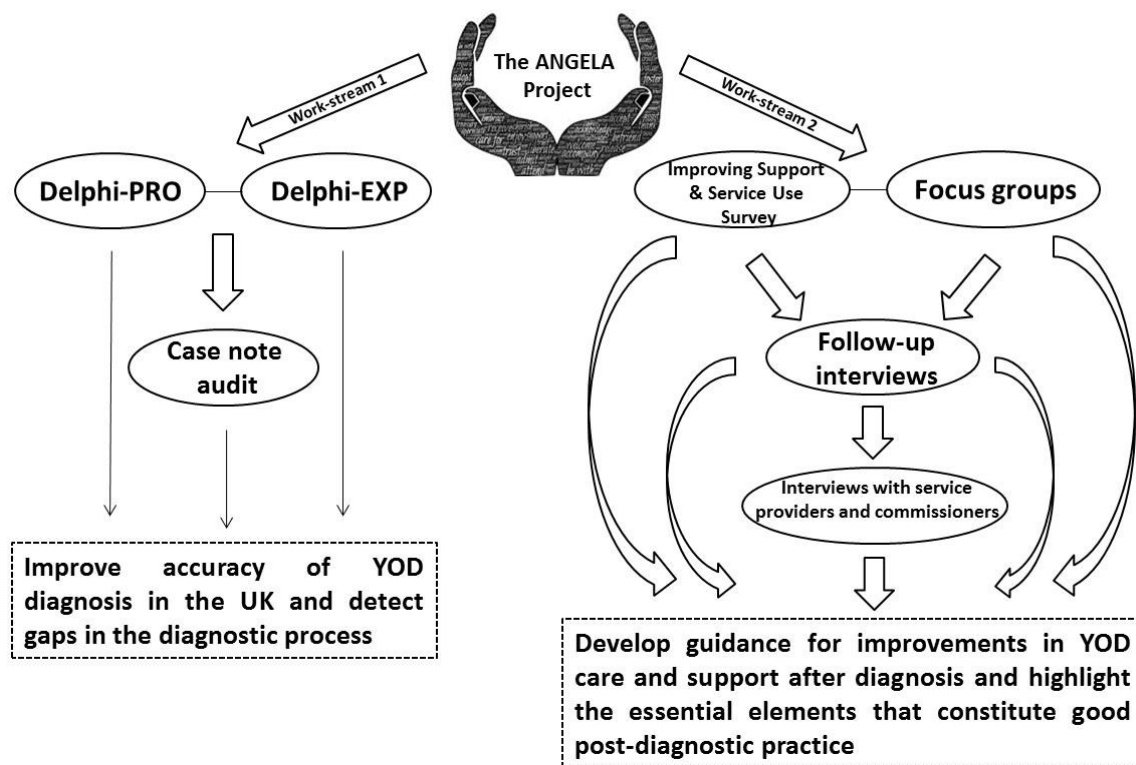 The ANGELA
Project
Work-stream 1
Work-stream 2
Delphi-PRO
Delphi-EXP
Improving Support
& Service Use
Survey
Focus groups
Case note
audit
Follow-up
interviews
Interviews with service
providers and commissioners
Improve accuracy of YOD
diagnosis in the UK and detect
gaps in the diagnostic process
Develop guidance for improvements in YOD
care and support after diagnosis and highlight
the essential elements that constitute good
post-diagnostic practice